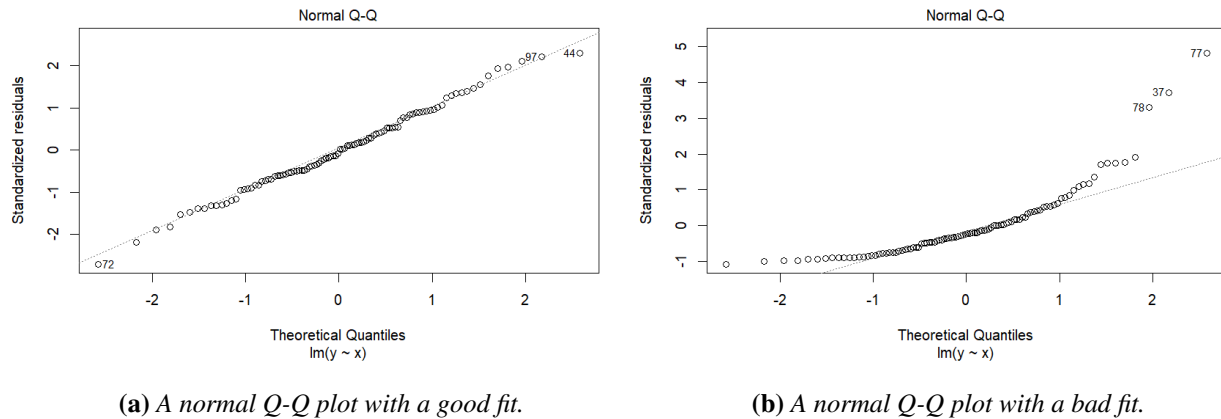 Normal Q-Q
Standardized residuals
2
1
0
-1
-2
97
44
72
-2
-1
0
1
2
Theoretical Quantiles
lm(y ~ x)
(a) A normal Q-Q plot with a good fit.
Normal Q-Q
Standardized residuals
5
4
3
2
1
0
-1
77
37
78
-2
-1
0
1
2
Theoretical Quantiles
lm(y ~ x)
(b) A normal Q-Q plot with a bad fit.